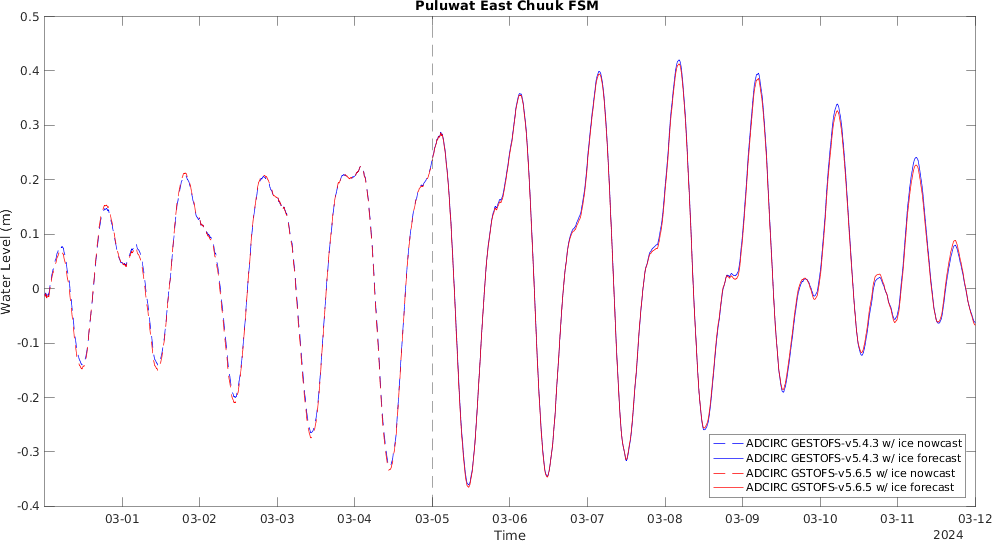 Puluwat East Chuuk FSM
0.5
0.4
0.3
0.2
0.1
0
-0.1
-0.2
-0.3
-0.4
Water Level (m)
ADCIRC GESTOFS-v5.4.3 w/ ice nowcast
ADCIRC GESTOFS-v5.4.3 w/ ice forecast
ADCIRC GSTOFS-v5.6.5 w/ ice nowcast
ADCIRC GSTOFS-v5.6.5 w/ ice forecast
03-01 03-02 03-03 03-04 03-05 03-06 03-07 03-08 03-09 03-10 03-11 03-12
Time
2024